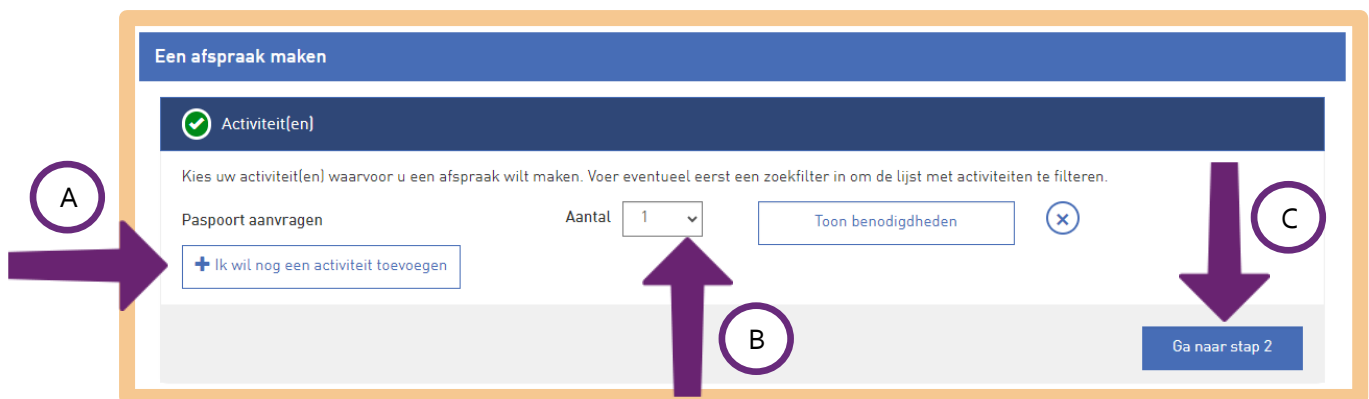 Een afspraak maken
Activiteit(en)
Kies uw activiteit(en) waarvoor u een afspraak wilt maken. Voer eventueel eerst een zoekfilter in om de lijst met activiteiten te filteren.
A
Paspoort aanvragen Aantal 1 Toon benodigdheden
C
+ Ik wil nog een activiteit toevoegen
B
Ga naar stap 2